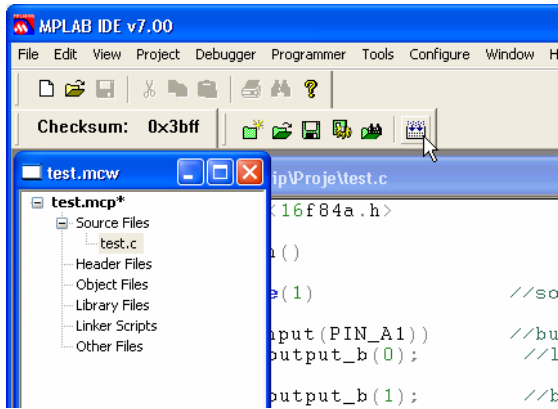 MPLAB IDE v7.00
File Edit View Project Debugger Programmer Tools Configure Window H
Checksum: 0x3bff
test.mcw
ip\Proje\test.c
test.mcp*
Source Files
test.c
Header Files
Object Files
Library Files
Linker Scripts
Other Files
<16f84a.h>
()
(1) //so
nput(PIN_A1)) //bu
output_b(0); //l
output_b(1); //b